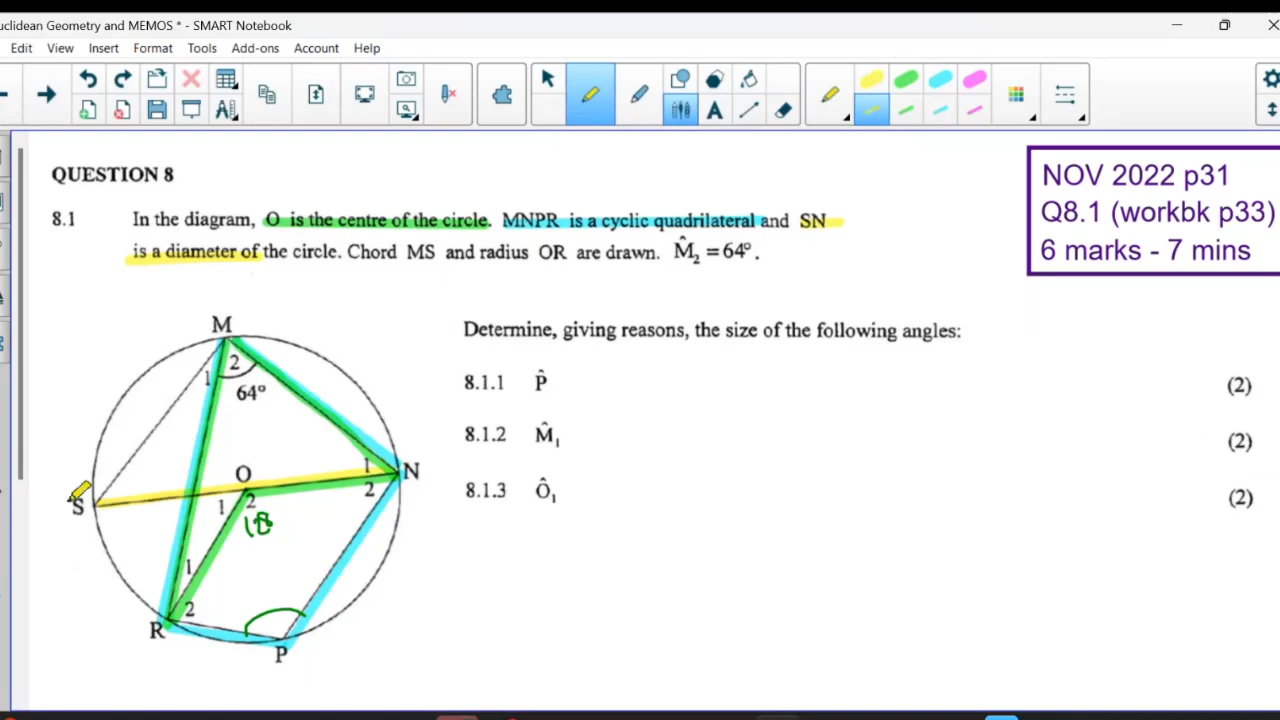 uclidean Geometry and MEMOS * - SMART Notebook
Edit View Insert Format Tools Add-ons Account Help
QUESTION 8
NOV 2022 p31
Q8.1 (workbk p33)
6 marks - 7 mins
8.1 In the diagram, O is the centre of the circle. MNPR is a cyclic quadrilateral and SN
is a diameter of the circle. Chord MS and radius OR are drawn. M̂₂ = 64°.
Determine, giving reasons, the size of the following angles:
8.1.1 P̂ (2)
8.1.2 M̂₁ (2)
8.1.3 Ô₁ (2)
M
1 2
64°
O
1 N
S
1 2 2
1
2
R
P